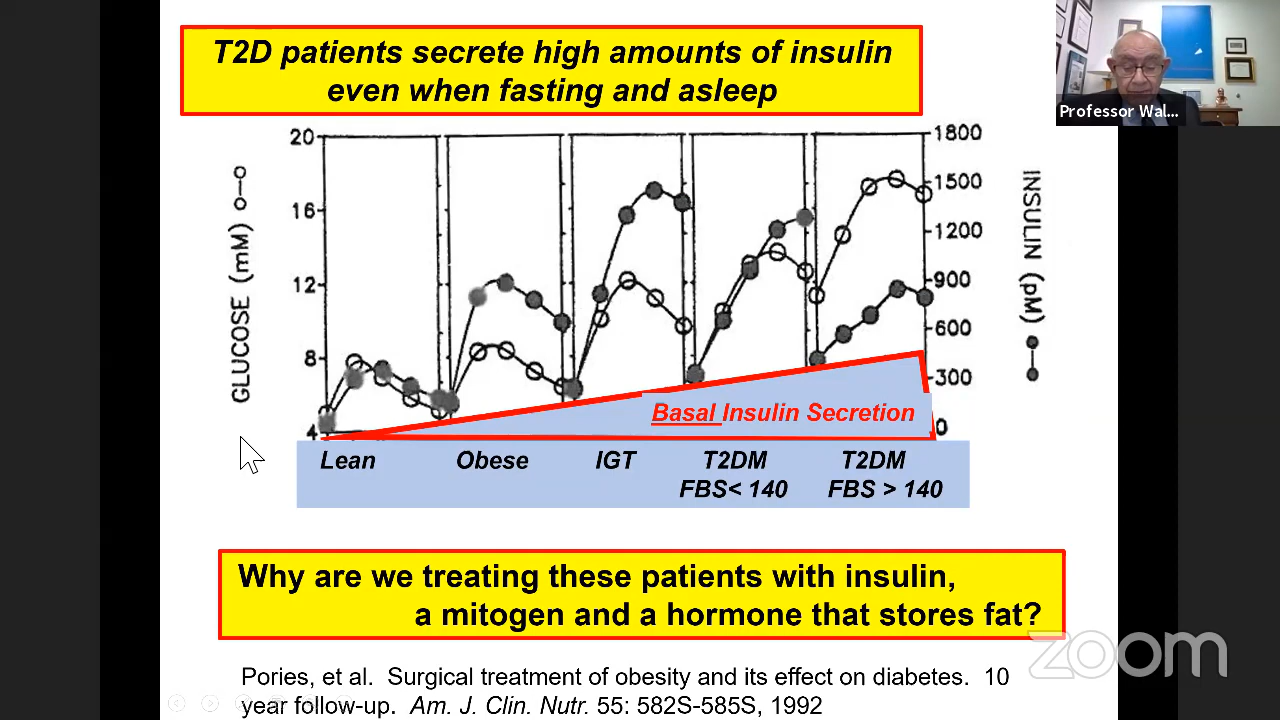 T2D patients secrete high amounts of insulin
even when fasting and asleep
Professor Wal...
20
16
12
8
4
GLUCOSE (mM)
1800
1500
1200
900
600
300
0
INSULIN (pM)
Basal Insulin Secretion
Lean
Obese
IGT
T2DM
FBS< 140
T2DM
FBS > 140
Why are we treating these patients with insulin,
a mitogen and a hormone that stores fat?
zoom
Pories, et al. Surgical treatment of obesity and its effect on diabetes. 10
year follow-up. Am. J. Clin. Nutr. 55: 582S-585S, 1992